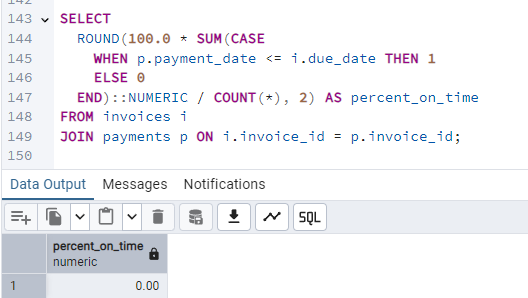 142
143 SELECT
144 ROUND(100.0 * SUM(CASE
145 WHEN p.payment_date <= i.due_date THEN 1
146 ELSE 0
147 END)::NUMERIC / COUNT(*), 2) AS percent_on_time
148 FROM invoices i
149 JOIN payments p ON i.invoice_id = p.invoice_id;
150
Data Output Messages Notifications
SQL
percent_on_time
numeric
1 0.00